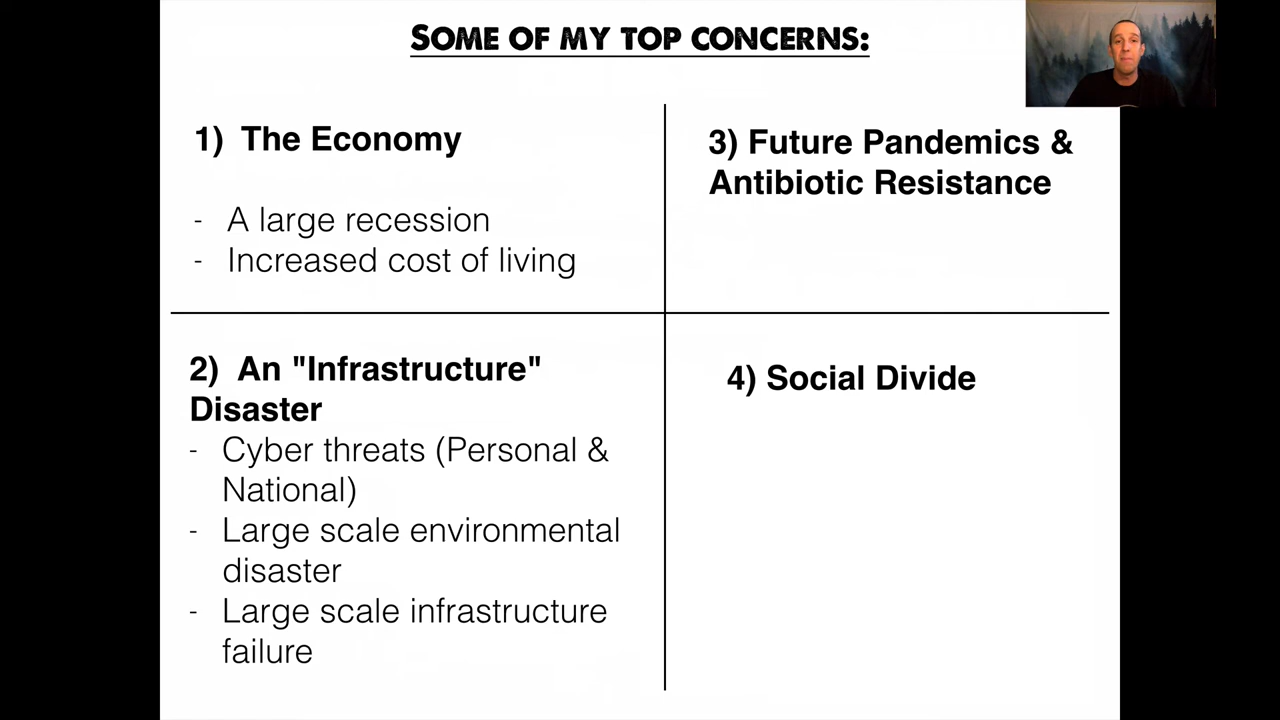 SOME OF MY TOP CONCERNS:
1) The Economy
- A large recession
- Increased cost of living
2) An "Infrastructure"
Disaster
- Cyber threats (Personal &
National)
- Large scale environmental
disaster
- Large scale infrastructure
failure
3) Future Pandemics &
Antibiotic Resistance
4) Social Divide